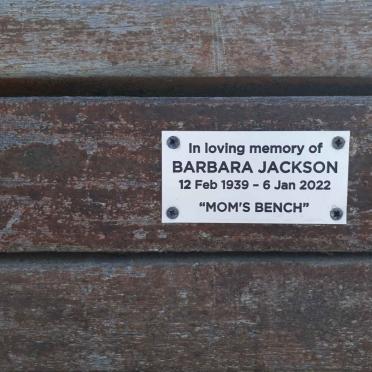 In loving memory of
BARBARA JACKSON
12 Feb 1939 – 6 Jan 2022
“MOM'S BENCH”